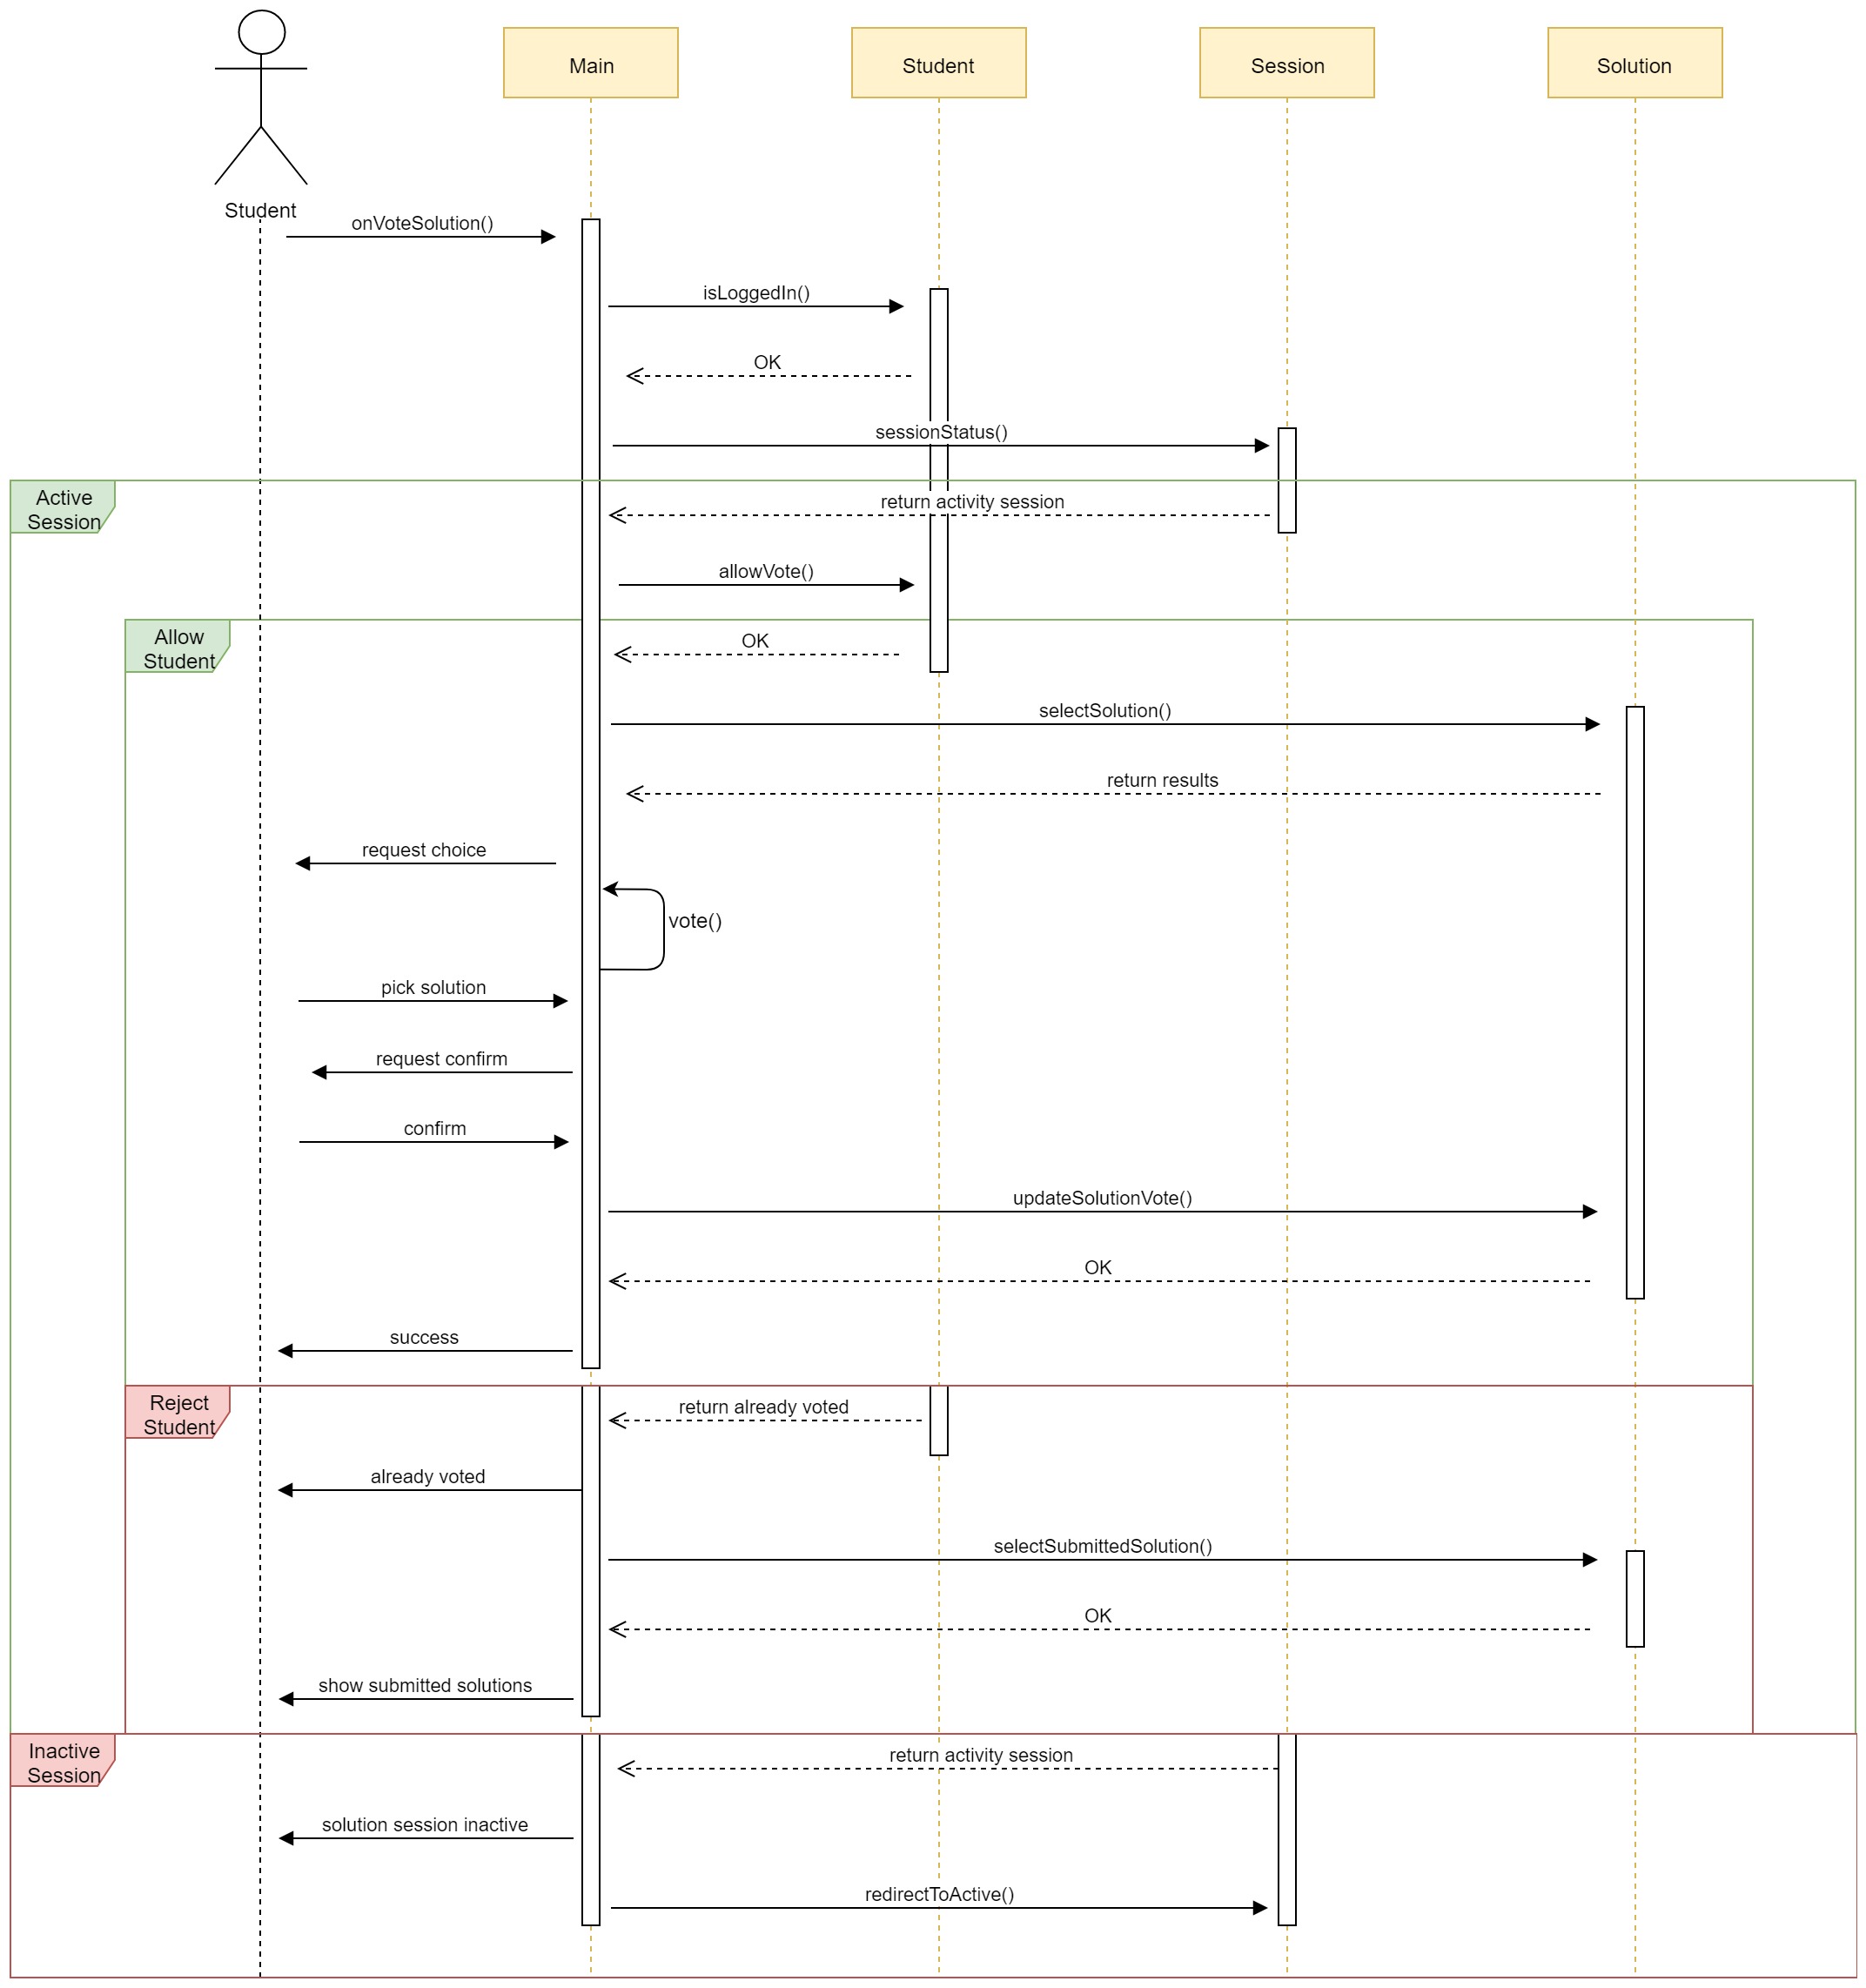 Main
Student
Session
Solution
Student
onVoteSolution()
isLoggedIn()
OK
sessionStatus()
Active
Session
return activity session
allowVote()
Allow
Student
OK
selectSolution()
return results
request choice
vote()
pick solution
request confirm
confirm
updateSolutionVote()
OK
success
Reject
Student
return already voted
already voted
selectSubmittedSolution()
OK
show submitted solutions
Inactive
Session
return activity session
solution session inactive
redirectToActive()